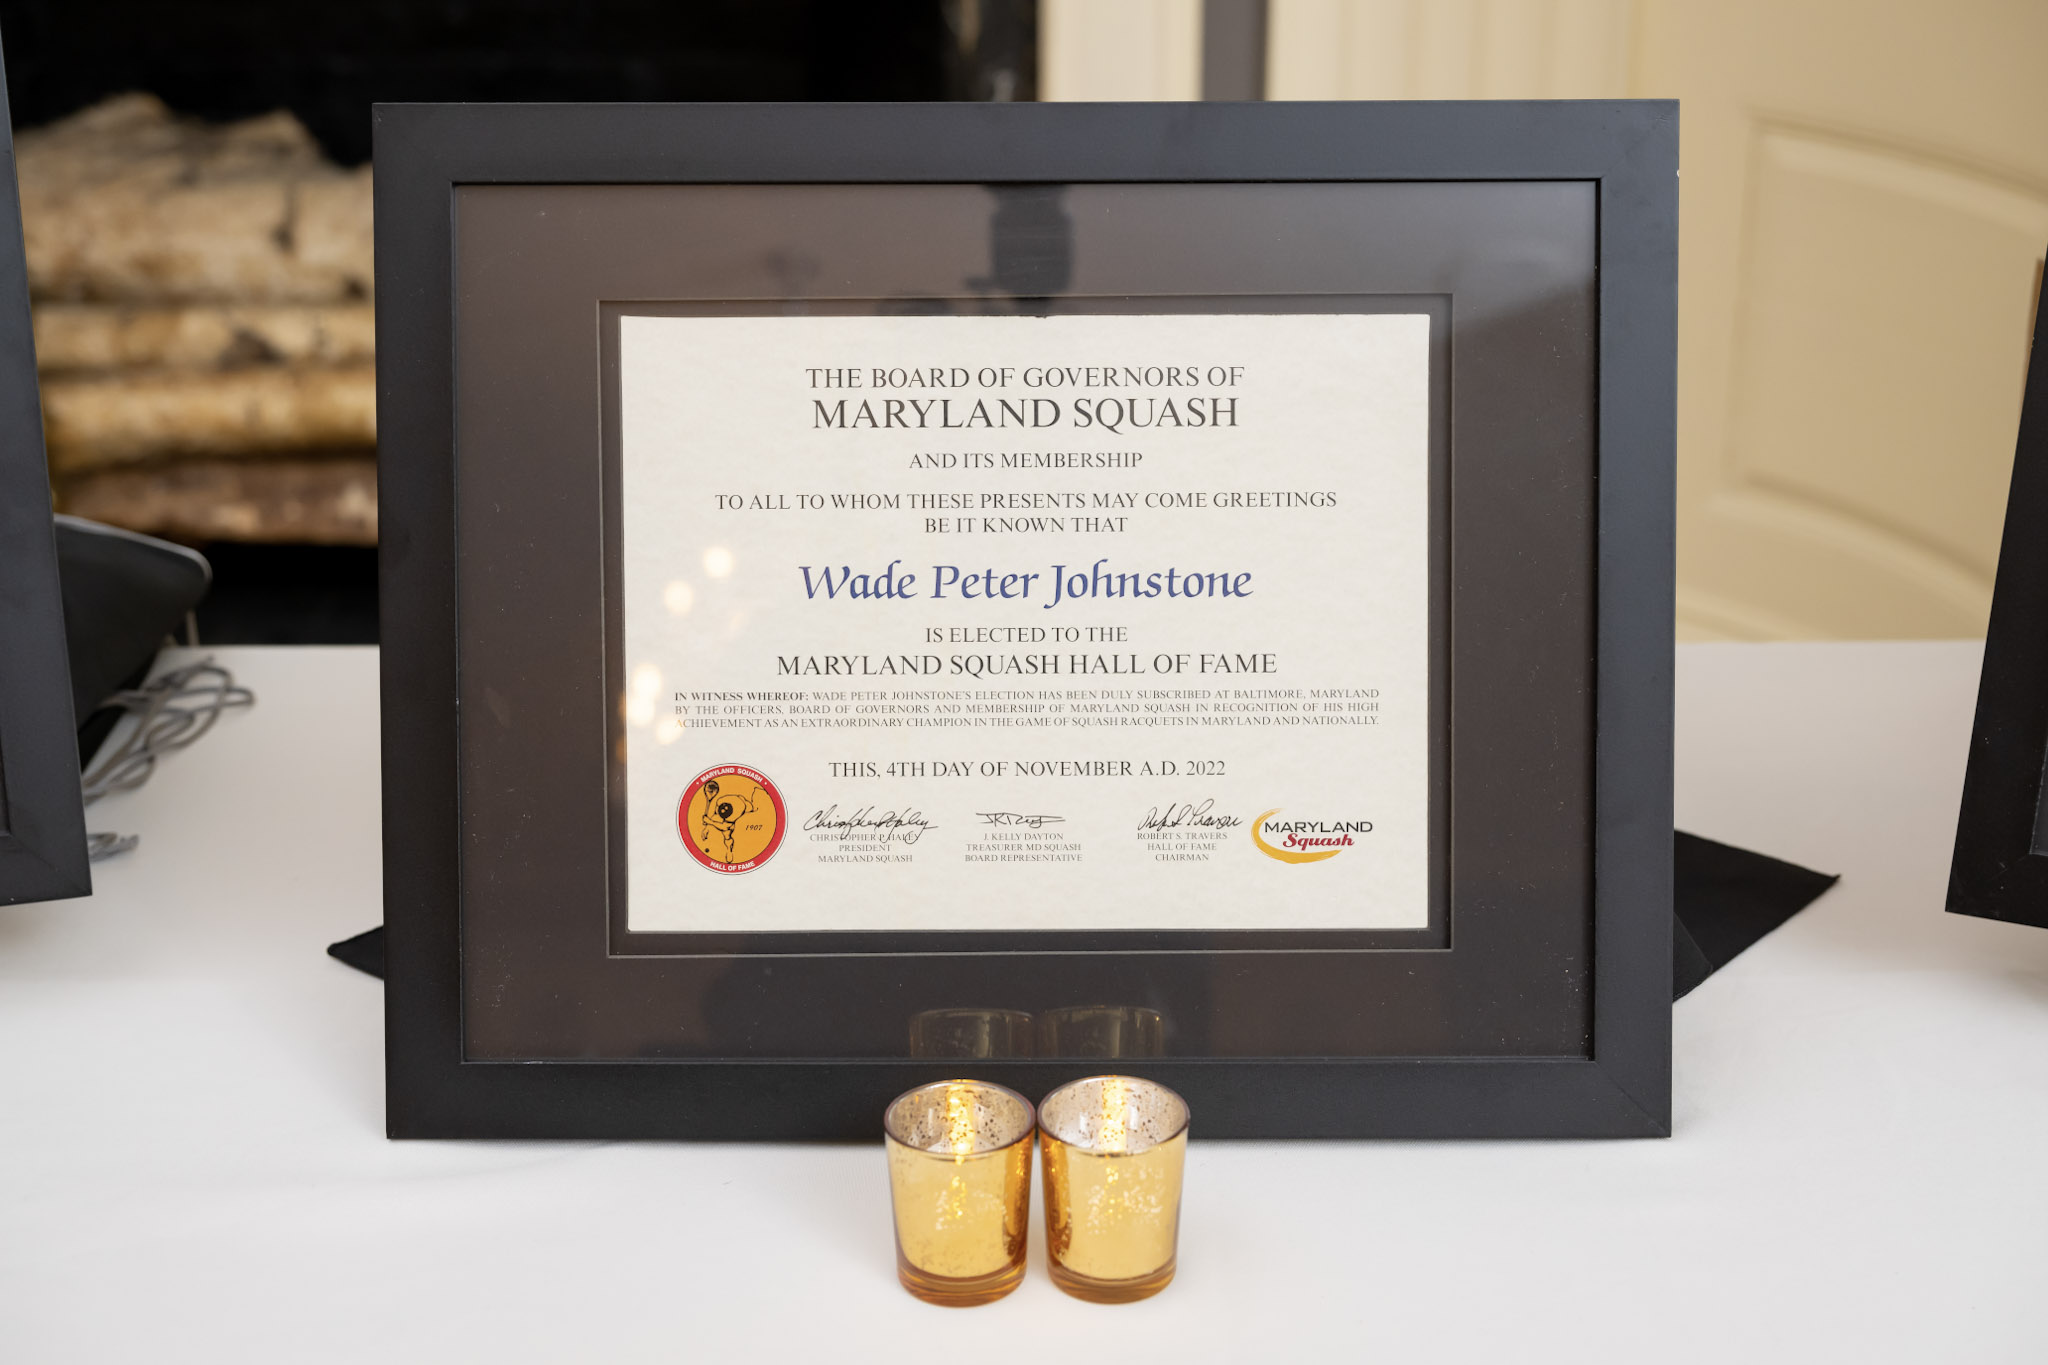 THE BOARD OF GOVERNORS OF
MARYLAND SQUASH
AND ITS MEMBERSHIP
TO ALL TO WHOM THESE PRESENTS MAY COME GREETINGS
BE IT KNOWN THAT
Wade Peter Johnstone
IS ELECTED TO THE
MARYLAND SQUASH HALL OF FAME
IN WITNESS WHEREOF: WADE PETER JOHNSTONE'S ELECTION HAS BEEN DULY SUBSCRIBED AT BALTIMORE, MARYLAND
BY THE OFFICERS, BOARD OF GOVERNORS AND MEMBERSHIP OF MARYLAND SQUASH IN RECOGNITION OF HIS HIGH
ACHIEVEMENT AS AN EXTRAORDINARY CHAMPION IN THE GAME OF SQUASH RACQUETS IN MARYLAND AND NATIONALLY.
THIS, 4TH DAY OF NOVEMBER A.D. 2022
MARYLAND SQUASH
1907
HALL OF FAME
CHRISTOPHER P. HALEY
PRESIDENT
MARYLAND SQUASH
J. KELLY DAYTON
TREASURER MD SQUASH
BOARD REPRESENTATIVE
ROBERT S. TRAVERS
HALL OF FAME
CHAIRMAN
MARYLAND
Squash